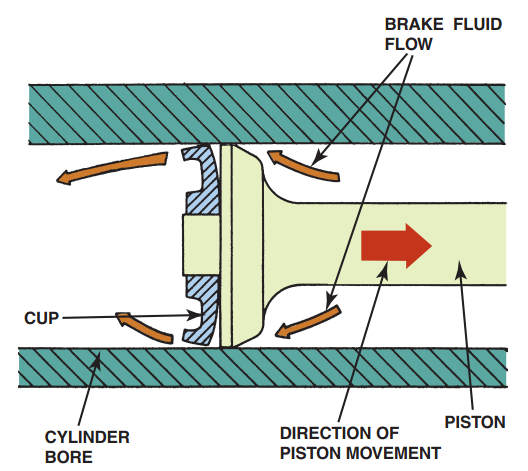 BRAKE FLUID
FLOW
CUP
CYLINDER
BORE
DIRECTION OF
PISTON MOVEMENT
PISTON